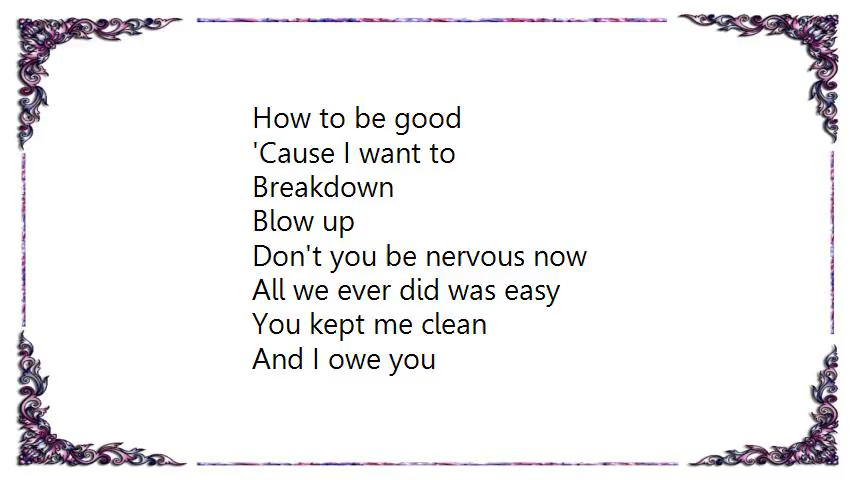 How to be good
'Cause I want to
Breakdown
Blow up
Don't you be nervous now
All we ever did was easy
You kept me clean
And I owe you